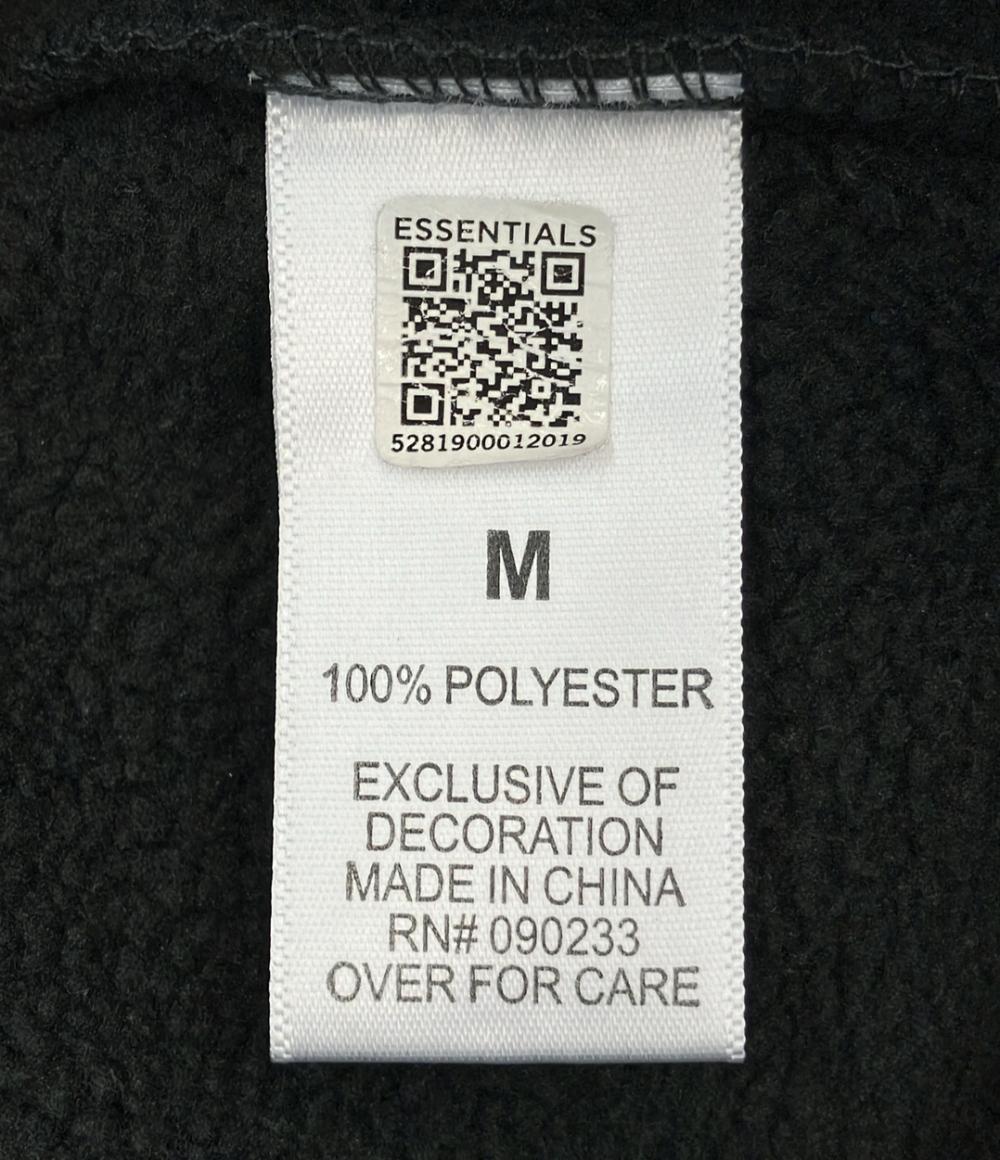 ESSENTIALS
5281900012019
M
100% POLYESTER
EXCLUSIVE OF
DECORATION
MADE IN CHINA
RN# 090233
OVER FOR CARE